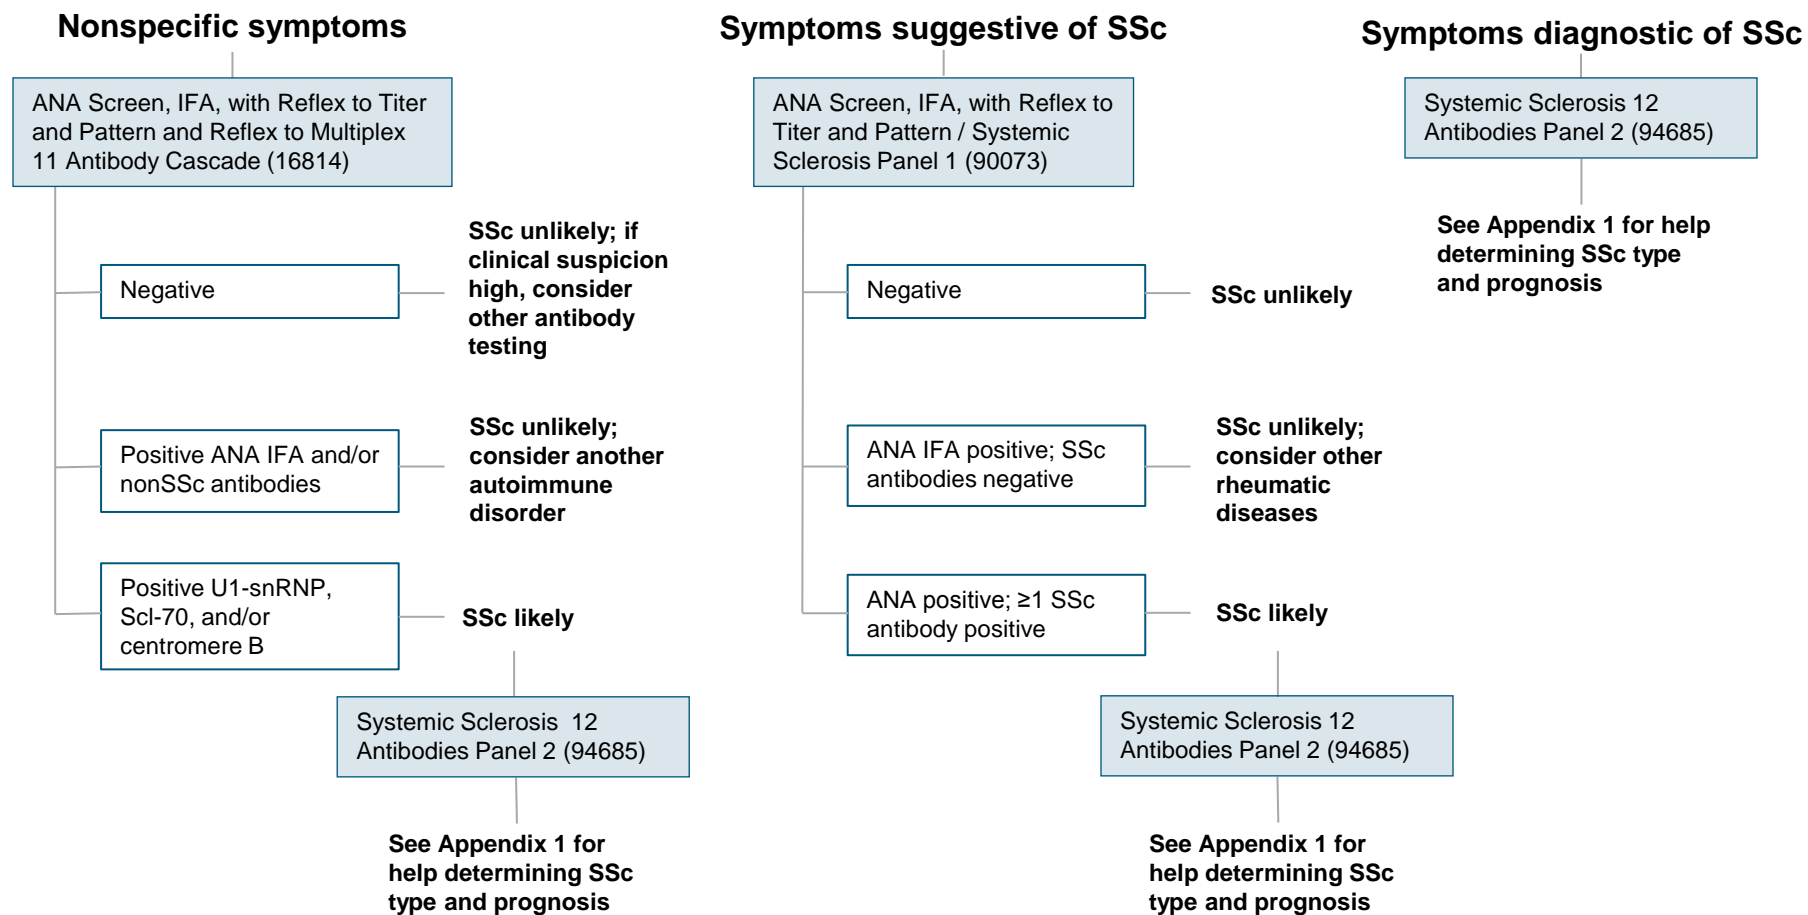 Nonspecific symptoms
ANA Screen, IFA, with Reflex to Titer
and Pattern and Reflex to Multiplex
11 Antibody Cascade (16814)
Negative
SSc unlikely; if
clinical suspicion
high, consider
other antibody
testing
Positive ANA IFA and/or
nonSSc antibodies
SSc unlikely;
consider another
autoimmune
disorder
Positive U1-snRNP,
Scl-70, and/or
centromere B
SSc likely
Systemic Sclerosis 12
Antibodies Panel 2 (94685)
See Appendix 1 for
help determining SSc
type and prognosis
Symptoms suggestive of SSc
ANA Screen, IFA, with Reflex to
Titer and Pattern / Systemic
Sclerosis Panel 1 (90073)
Negative
SSc unlikely
ANA IFA positive; SSc
antibodies negative
SSc unlikely;
consider other
rheumatic
diseases
ANA positive; ≥1 SSc
antibody positive
SSc likely
Systemic Sclerosis 12
Antibodies Panel 2 (94685)
See Appendix 1 for
help determining SSc
type and prognosis
Symptoms diagnostic of SSc
Systemic Sclerosis 12
Antibodies Panel 2 (94685)
See Appendix 1 for help
determining SSc type
and prognosis